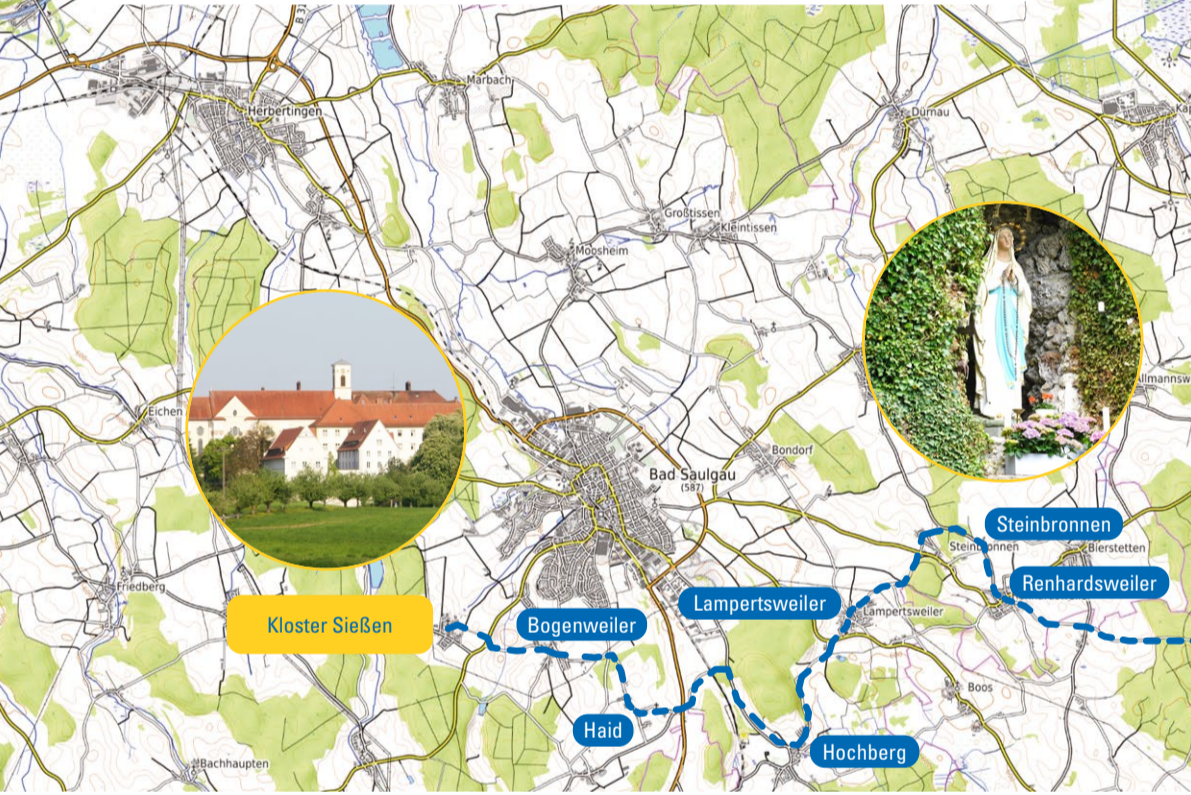 Marbach
Herbertingen
Dürnau
Großtissen
Kleintissen
Moosheim
Eichen
Bondorf
Bad Saulgau
(587)
Steinbronnen
Steinbronnen
Bierstetten
Friedberg
Renhardsweiler
Lampertsweiler
Lampertsweiler
Kloster Sießen
Bogenweiler
Boos
Haid
Hochberg
Bachhaupten